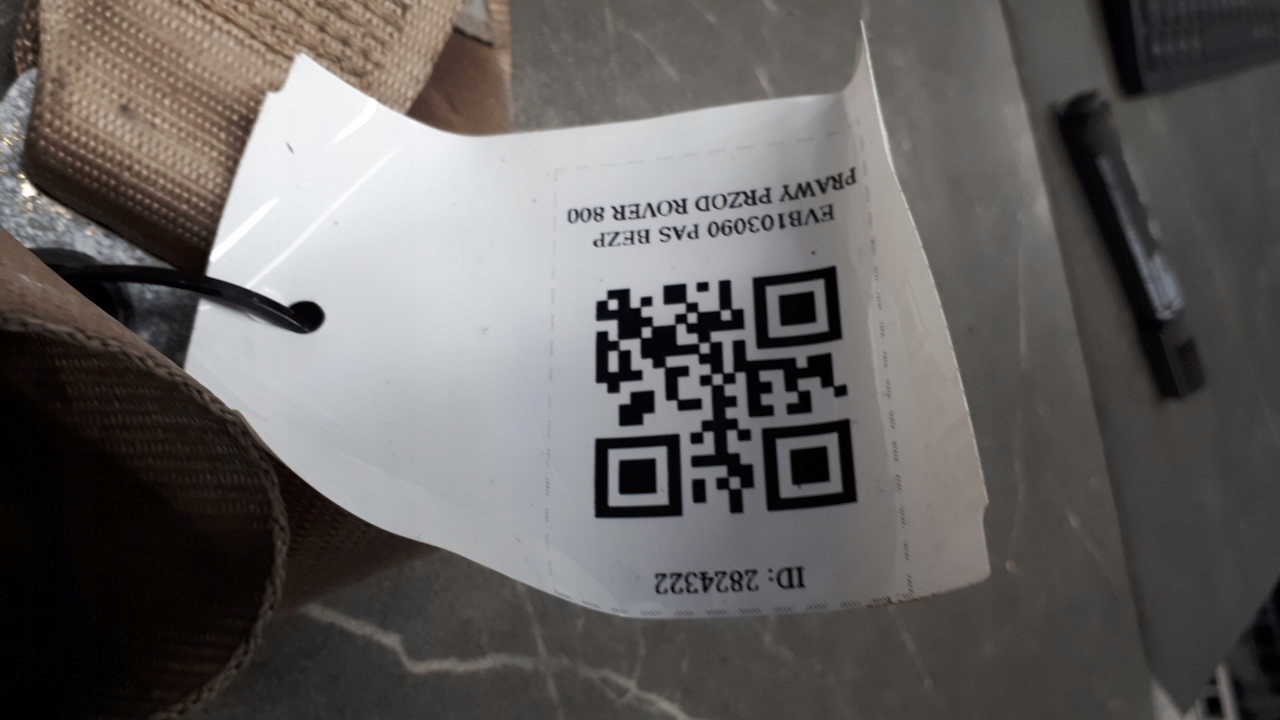 ID: 2824322
EVB103090 PAS BEZP
PRAWY PRZOD ROVER 800